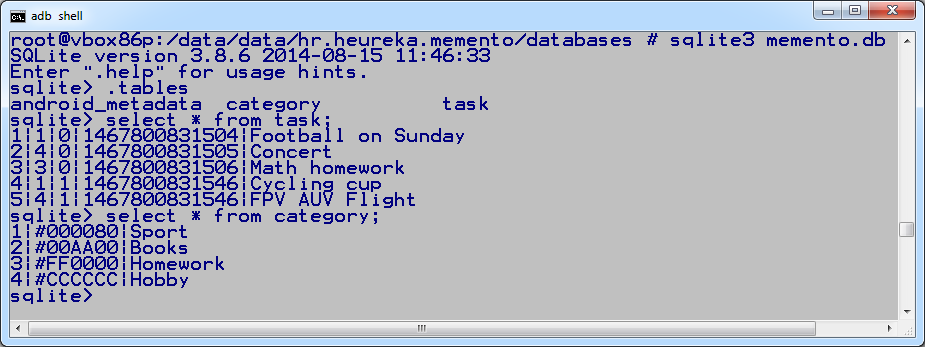 adb shell
root@vbox86p:/data/data/hr.heureka.memento/databases # sqlite3 memento.db
SQLite version 3.8.6 2014-08-15 11:46:33
Enter ".help" for usage hints.
sqlite> .tables
android_metadata  category          task
sqlite> select * from task;
1|1|0|1467800831504|Football on Sunday
2|4|0|1467800831505|Concert
3|3|0|1467800831506|Math homework
4|1|1|1467800831546|Cycling cup
5|4|1|1467800831546|FPV AUV Flight
sqlite> select * from category;
1|#000080|Sport
2|#00AA00|Books
3|#FF0000|Homework
4|#CCCCCC|Hobby
sqlite>